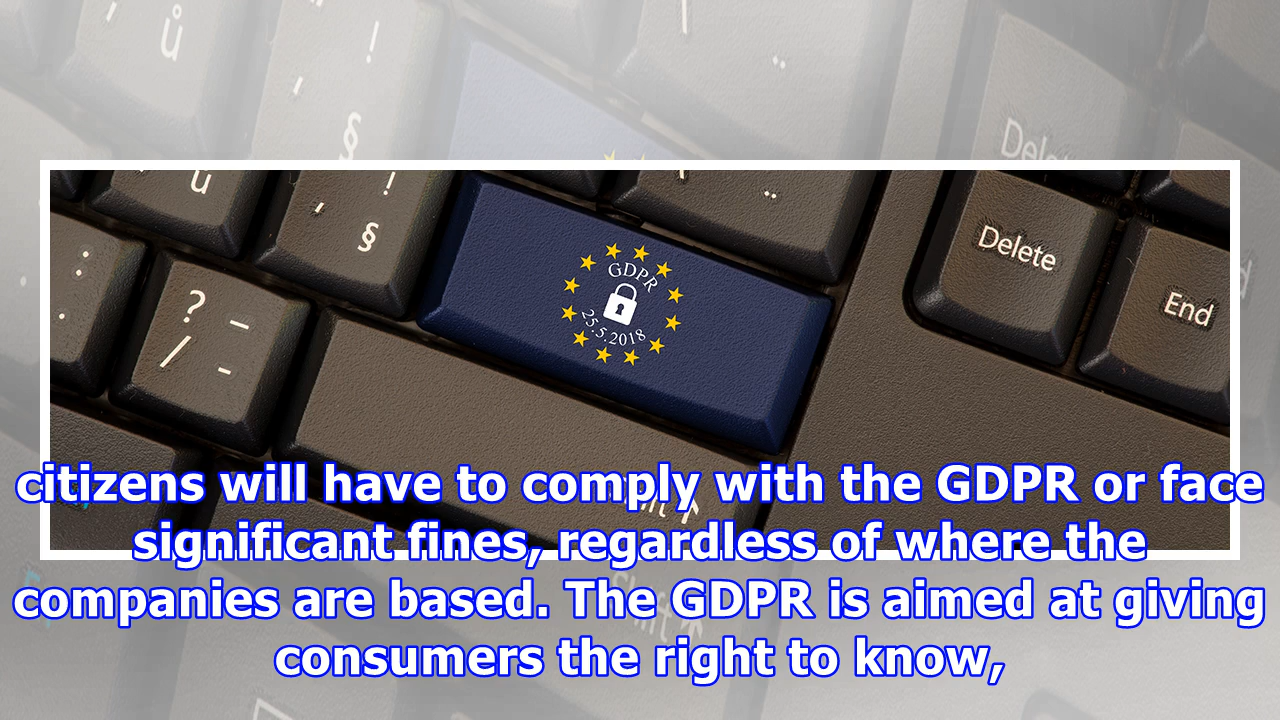 ů
!
'
§
..
Delete
ů
!
'
§
..
Delete
End
GDPR
25.5.2018
:
.
? _
/ -
citizens will have to comply with the GDPR or face
significant fines, regardless of where the
companies are based. The GDPR is aimed at giving
consumers the right to know,